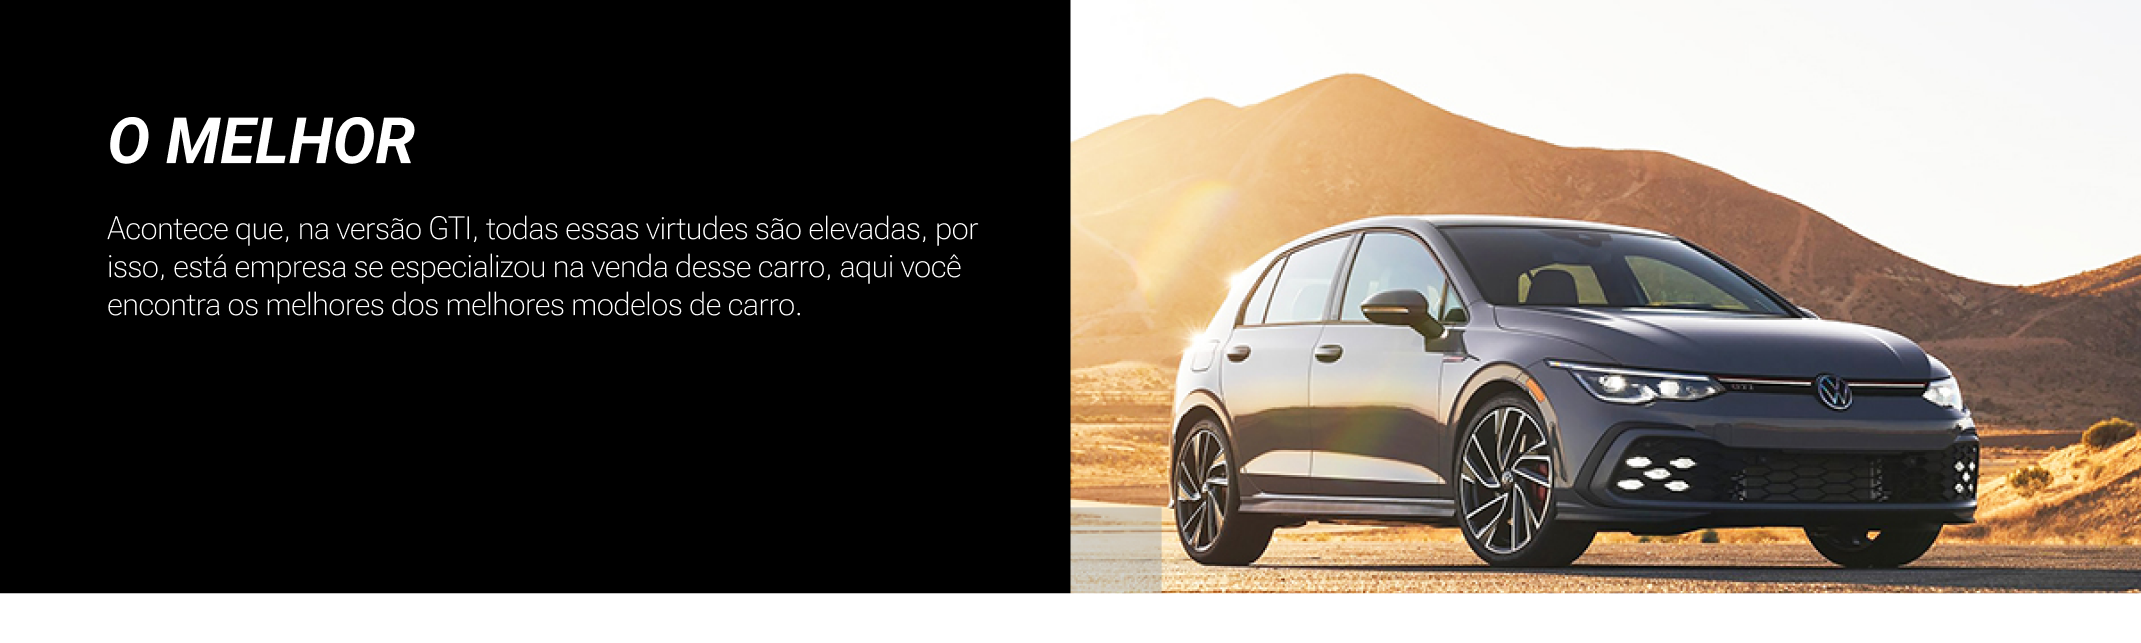 O MELHOR
Acontece que, na versão GTI, todas essas virtudes são elevadas, por
isso, está empresa se especializou na venda desse carro, aqui você
encontra os melhores dos melhores modelos de carro.
GTI